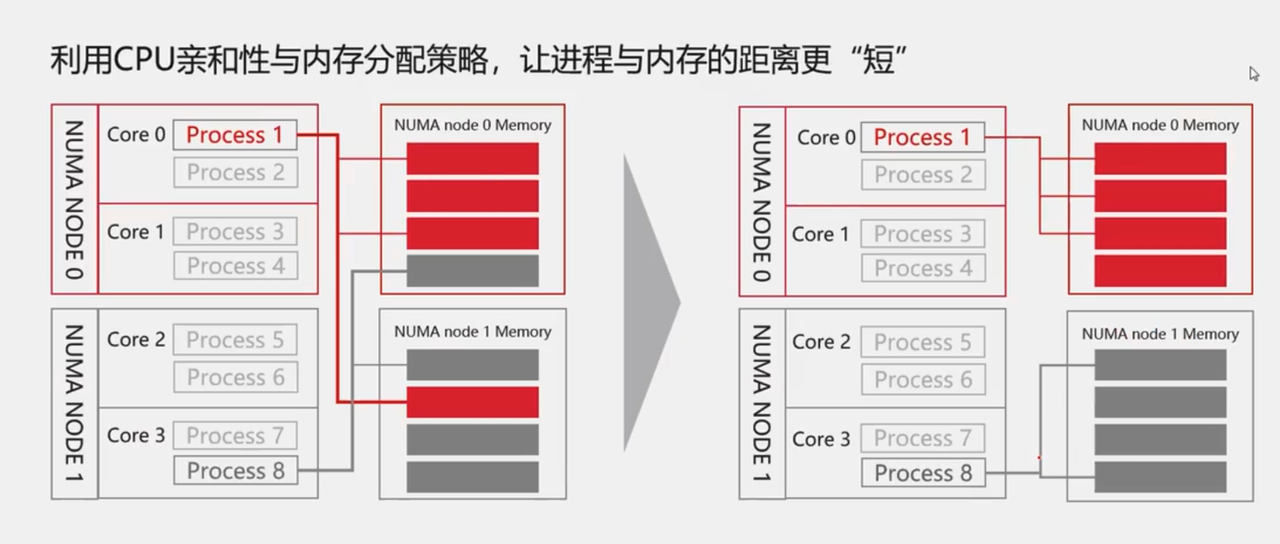 利用CPU亲和性与内存分配策略，让进程与内存的距离更“短”
NUMA NODE 0
Core 0
Process 1
Process 2
Core 1
Process 3
Process 4
NUMA node 0 Memory
NUMA NODE 1
Core 2
Process 5
Process 6
Core 3
Process 7
Process 8
NUMA node 1 Memory
NUMA NODE 0
Core 0
Process 1
Process 2
Core 1
Process 3
Process 4
NUMA node 0 Memory
NUMA NODE 1
Core 2
Process 5
Process 6
Core 3
Process 7
Process 8
NUMA node 1 Memory